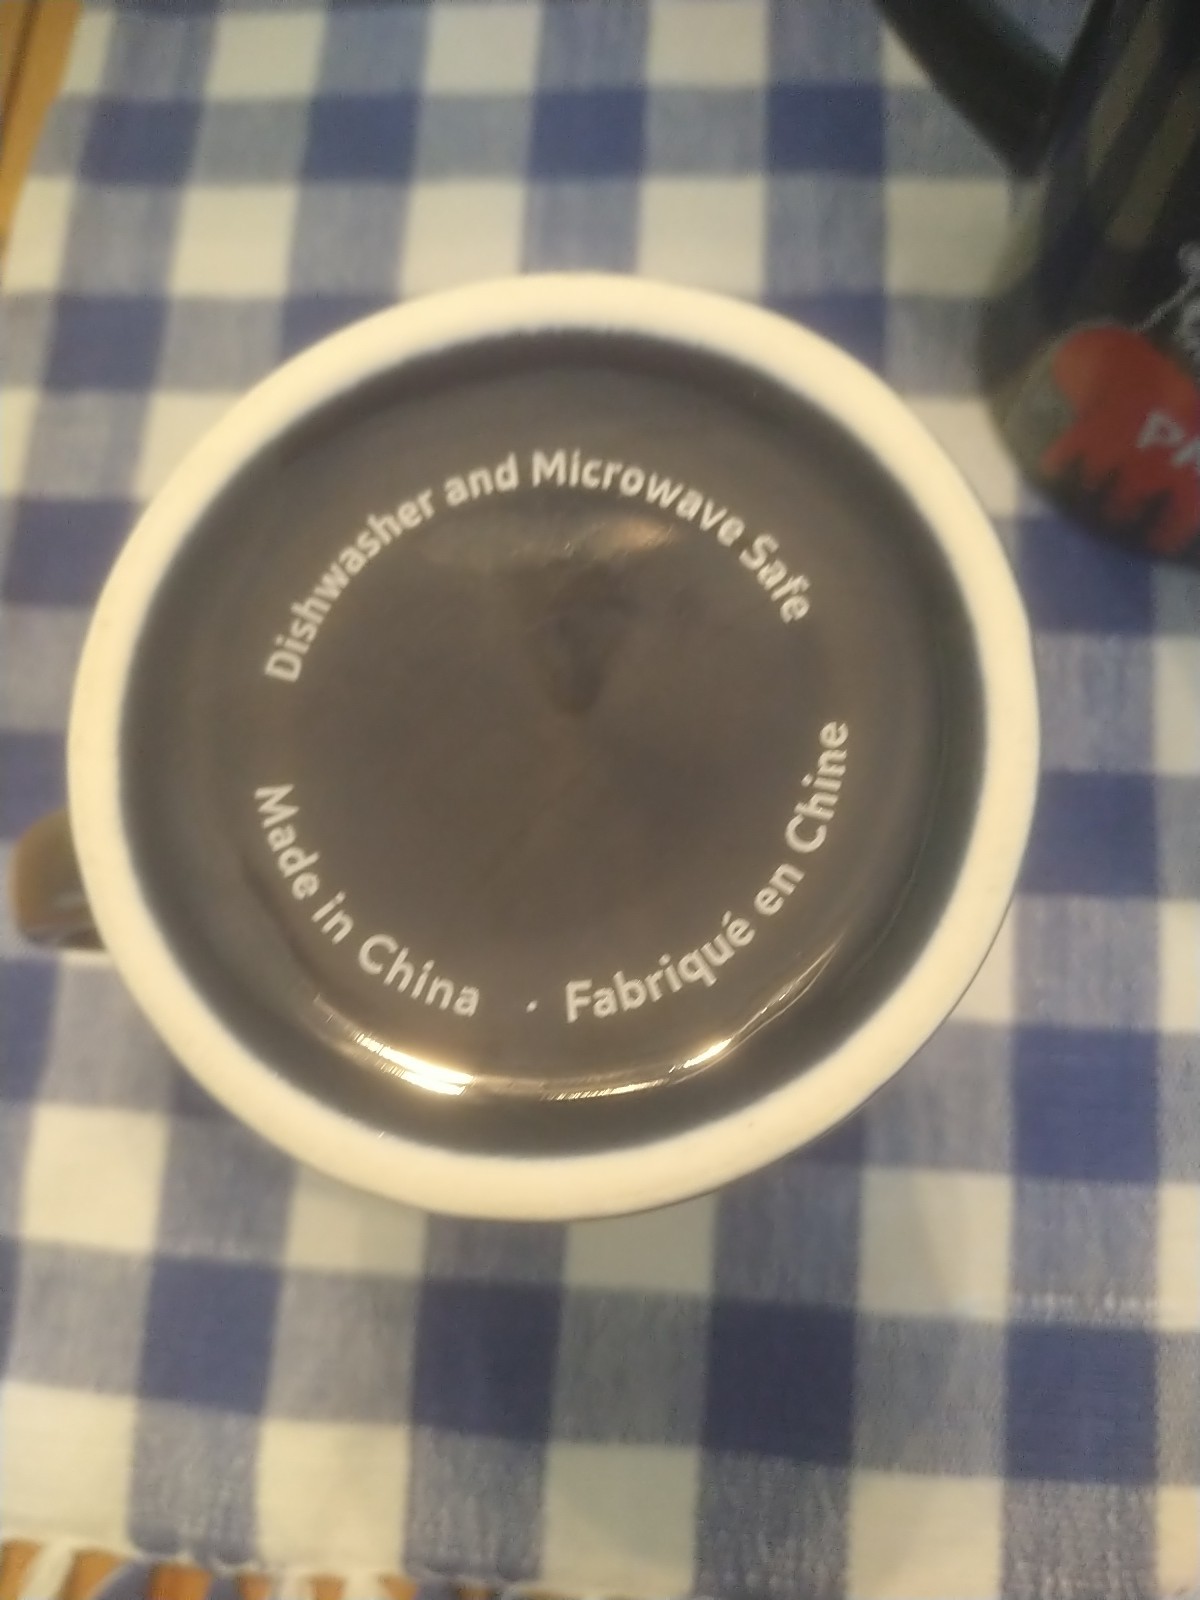 Dishwasher and Microwave Safe
Made in China · Fabriqué en Chine